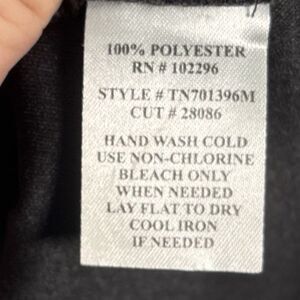 100% POLYESTER
RN # 102296
STYLE # TN701396M
CUT # 28086
HAND WASH COLD
USE NON-CHLORINE
BLEACH ONLY
WHEN NEEDED
LAY FLAT TO DRY
COOL IRON
IF NEEDED